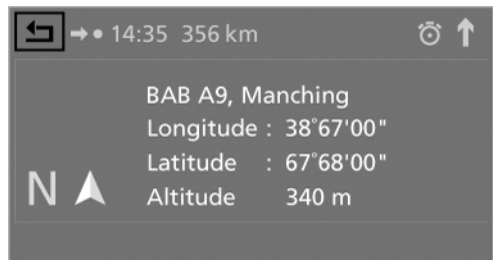 14:35 356 km
BAB A9, Manching
Longitude : 38°67'00"
Latitude : 67°68'00"
N
Altitude 340 m